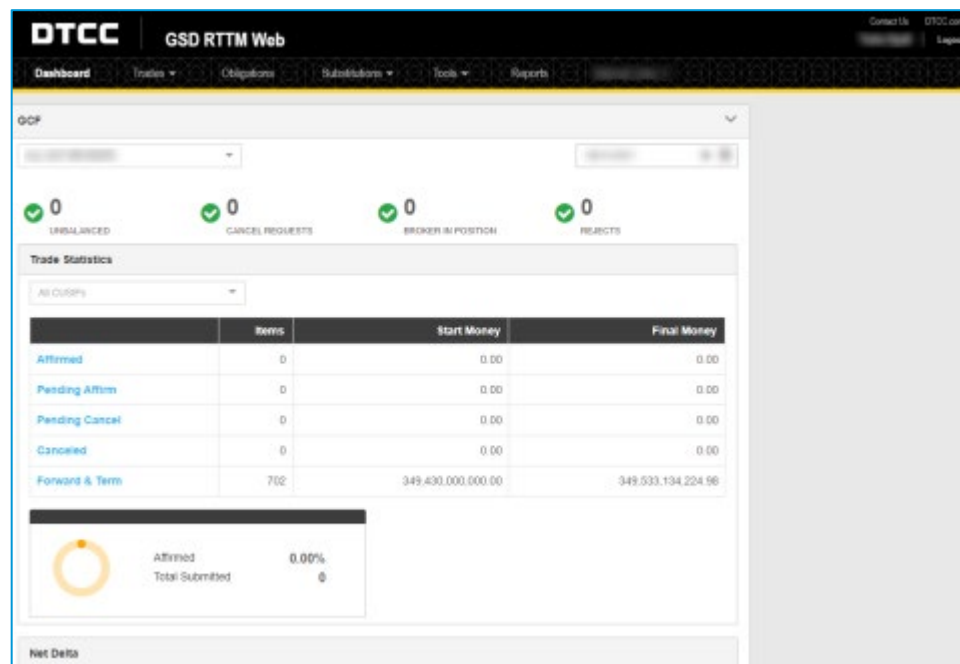 Contact Us DTCC.co
DTCC GSD RTTM Web
Dashboard Trades Obligations Substitutions Tools Reports
GCF
0 0 0 0
UNBALANCED CANCEL REQUESTS BROKER IN POSITION REJECTS
Trade Statistics
All CUSIPs
Items Start Money Final Money
Affirmed 0 0.00 0.00
Pending Affirm 0 0.00 0.00
Pending Cancel 0 0.00 0.00
Canceled 0 0.00 0.00
Forward & Term 702 349,430,000,000.00 349,533,134,224.98
Affirmed 0.00%
Total Submitted 0
Net Delta